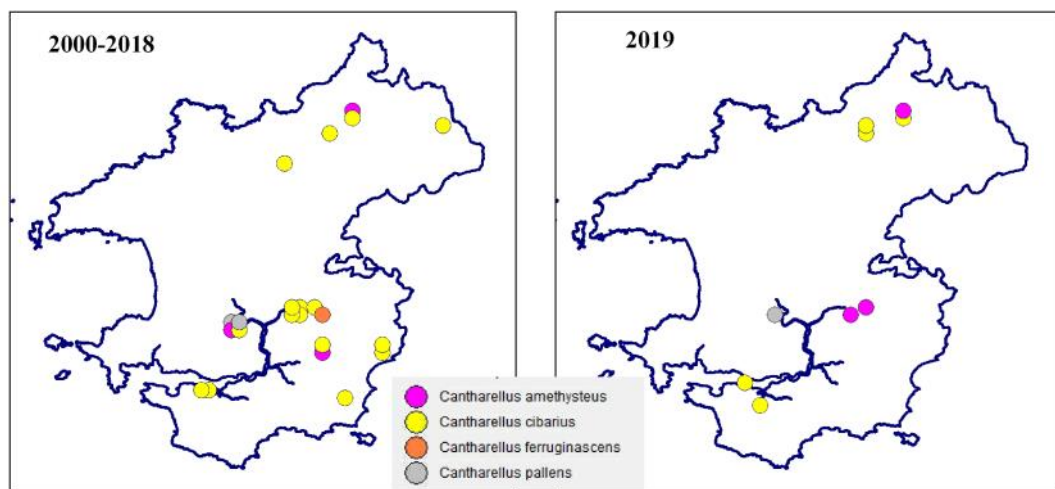 2000-2018
2019
Cantharellus amethysteus
Cantharellus cibarius
Cantharellus ferruginascens
Cantharellus pallens